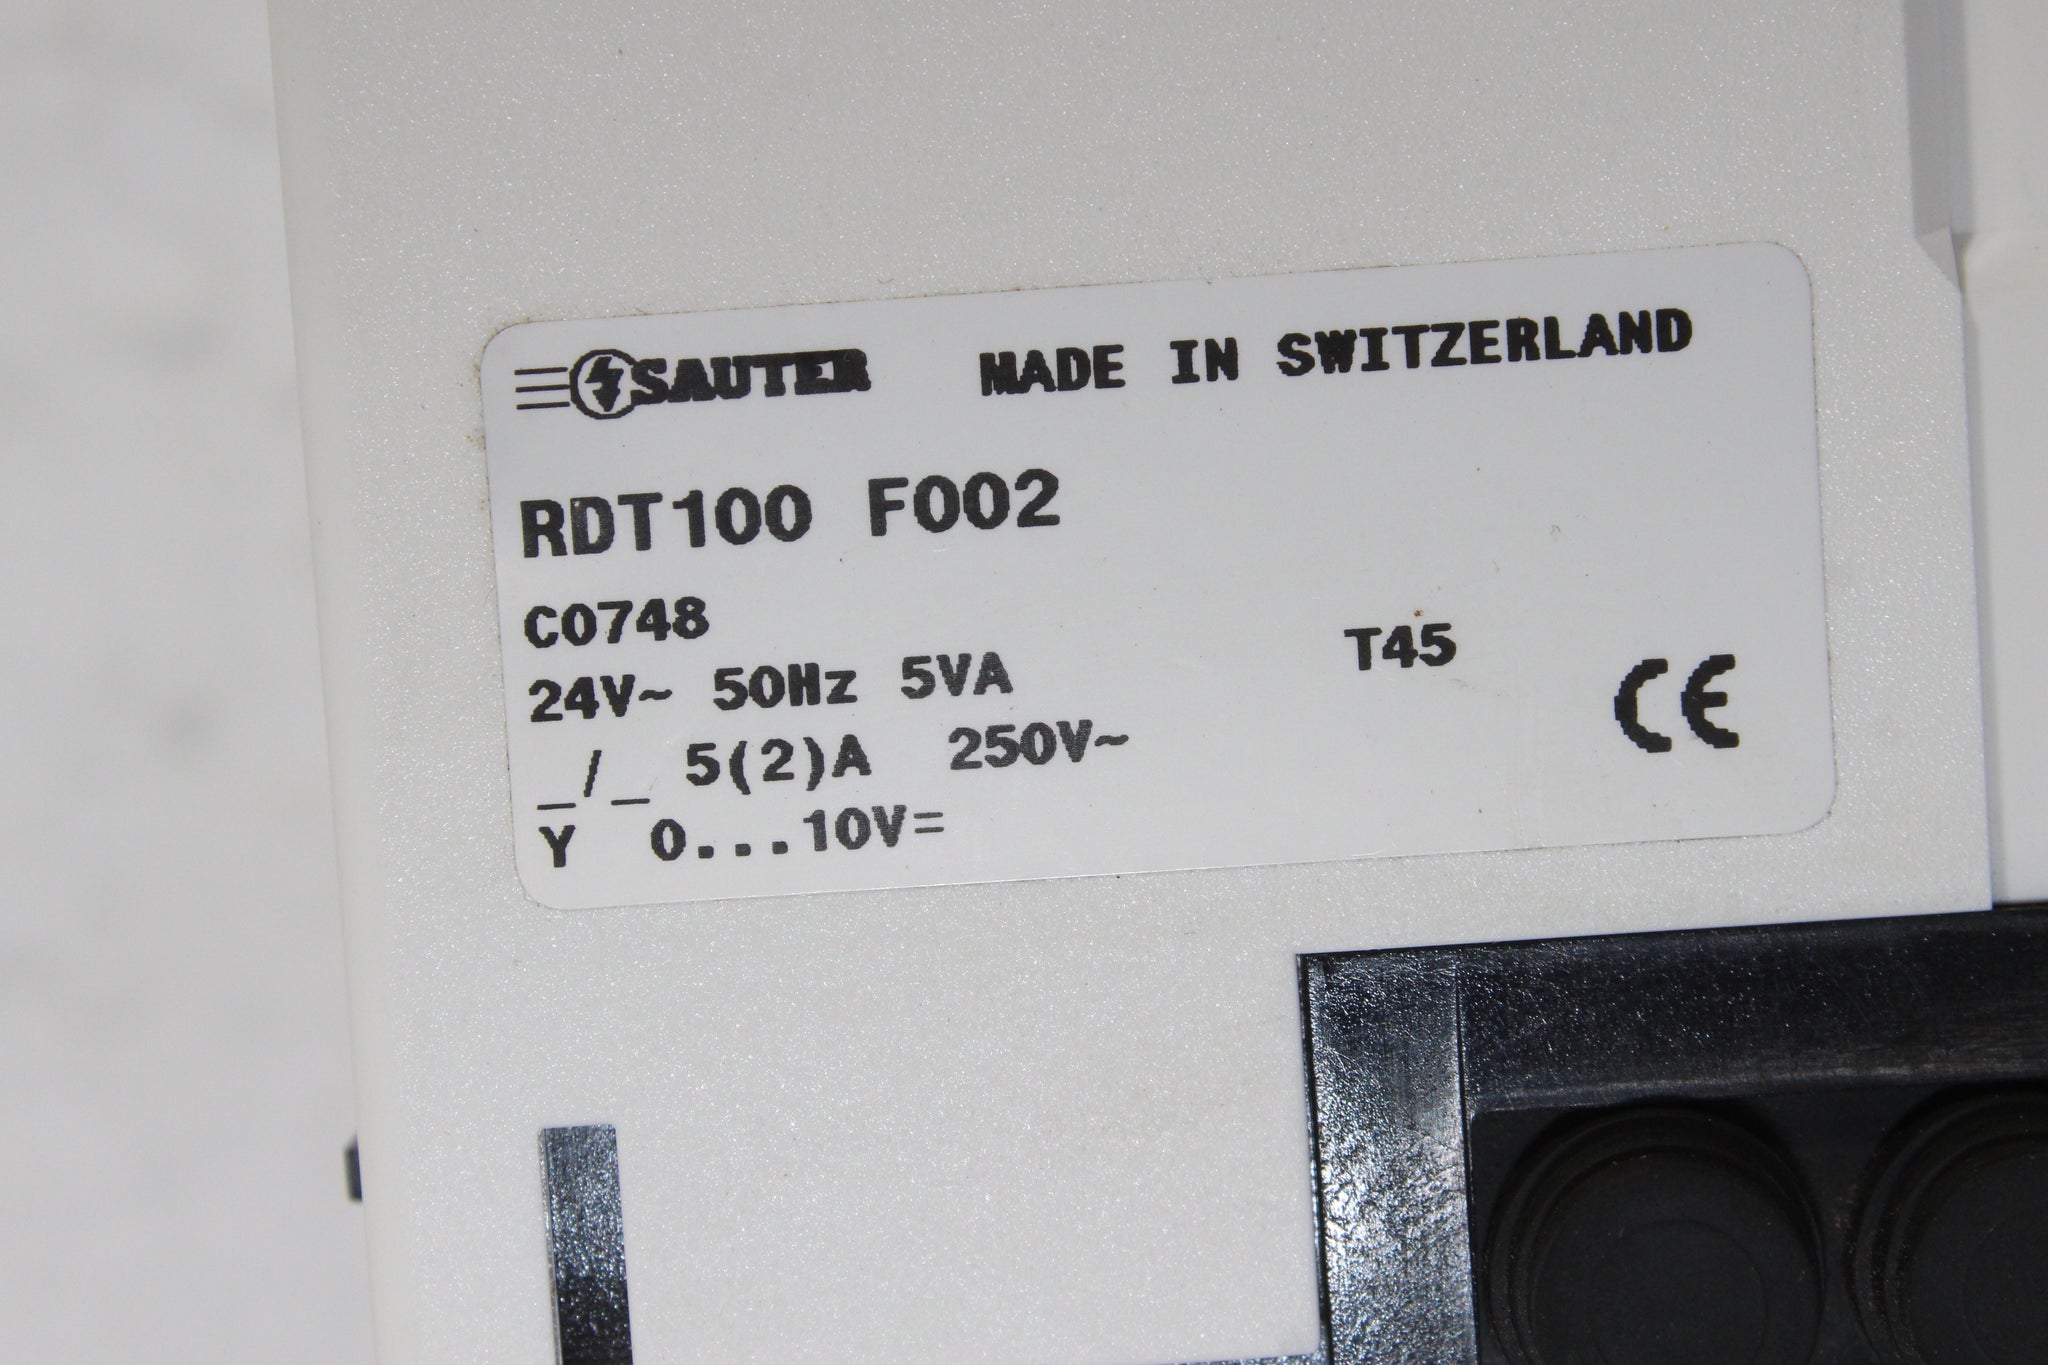 SAUTER MADE IN SWITZERLAND
RDT100 F002
C0748
24V~ 50Hz 5VA T45
_/_ 5(2)A 250V~
CE
Y 0...10V=